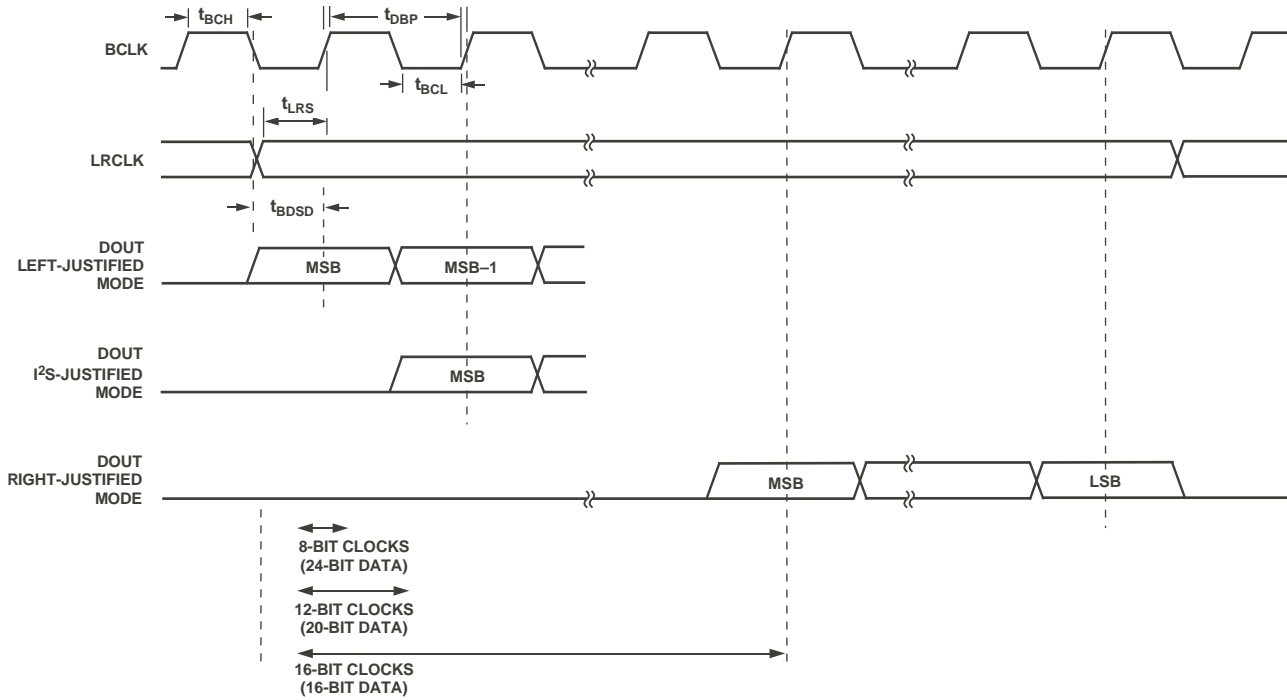 tBCH
tDBP
BCLK
tBCL
tLRS
LRCLK
tBDSD
DOUT
LEFT-JUSTIFIED
MODE
MSB
MSB–1
DOUT
I²S-JUSTIFIED
MODE
MSB
DOUT
RIGHT-JUSTIFIED
MODE
MSB
LSB
8-BIT CLOCKS
(24-BIT DATA)
12-BIT CLOCKS
(20-BIT DATA)
16-BIT CLOCKS
(16-BIT DATA)